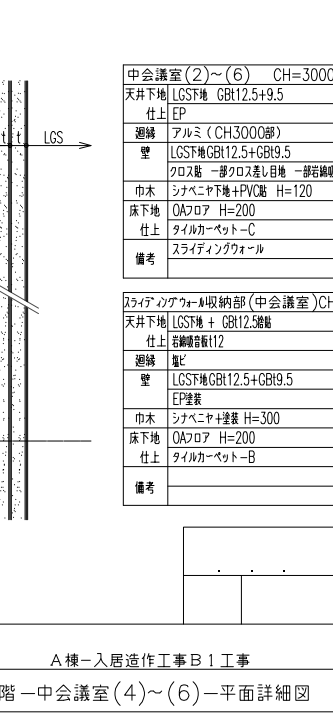 t t LGS
中会議室(2)~(6) CH=3000
天井下地 LGS下地 GBt12.5+9.5
仕上 EP
廻縁 アルミ(CH3000部)
壁 LGS下地GBt12.5+GBt9.5
クロス貼 一部クロス差し目地 一部岩綿吸
巾木 シナベニヤ下地+PVC貼 H=120
床下地 OAフロア H=200
仕上 タイルカーペット-C
備考 スライディングウォール
スライディングウォール収納部(中会議室)CH
天井下地 LGS下地 + GBt12.5捨貼
仕上 岩綿吸音板t12
廻縁 塩ビ
壁 LGS下地GBt12.5+GBt9.5
EP塗装
巾木 シナベニヤ+塗装 H=300
床下地 OAフロア H=200
仕上 タイルカーペット-B
備考
. . .
A棟-入居造作工事B1工事
階-中会議室(4)~(6)-平面詳細図